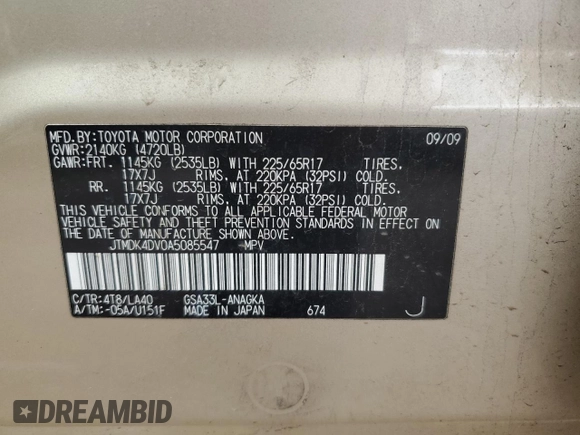 MFD.BY:TOYOTA MOTOR CORPORATION 09/09
GVWR:2140KG (4720LB)
GAWR:FRT. 1145KG (2535LB) WITH 225/65R17 TIRES.
17X7J RIMS, AT 220KPA (32PSI) COLD.
RR. 1145KG (2535LB) WITH 225/65R17 TIRES.
17X7J RIMS, AT 220KPA (32PSI) COLD.
THIS VEHICLE CONFORMS TO ALL APPLICABLE FEDERAL MOTOR
VEHICLE SAFETY AND THEFT PREVENTION STANDARDS IN EFFECT ON
THE DATE OF MANUFACTURE SHOWN ABOVE.
JTMDK4DV0A5085547 MPV
C/TR:4T8/LA40 GSA33L-ANAGKA
A/TM:-05A/U151F MADE IN JAPAN 674 J
DREAMBID